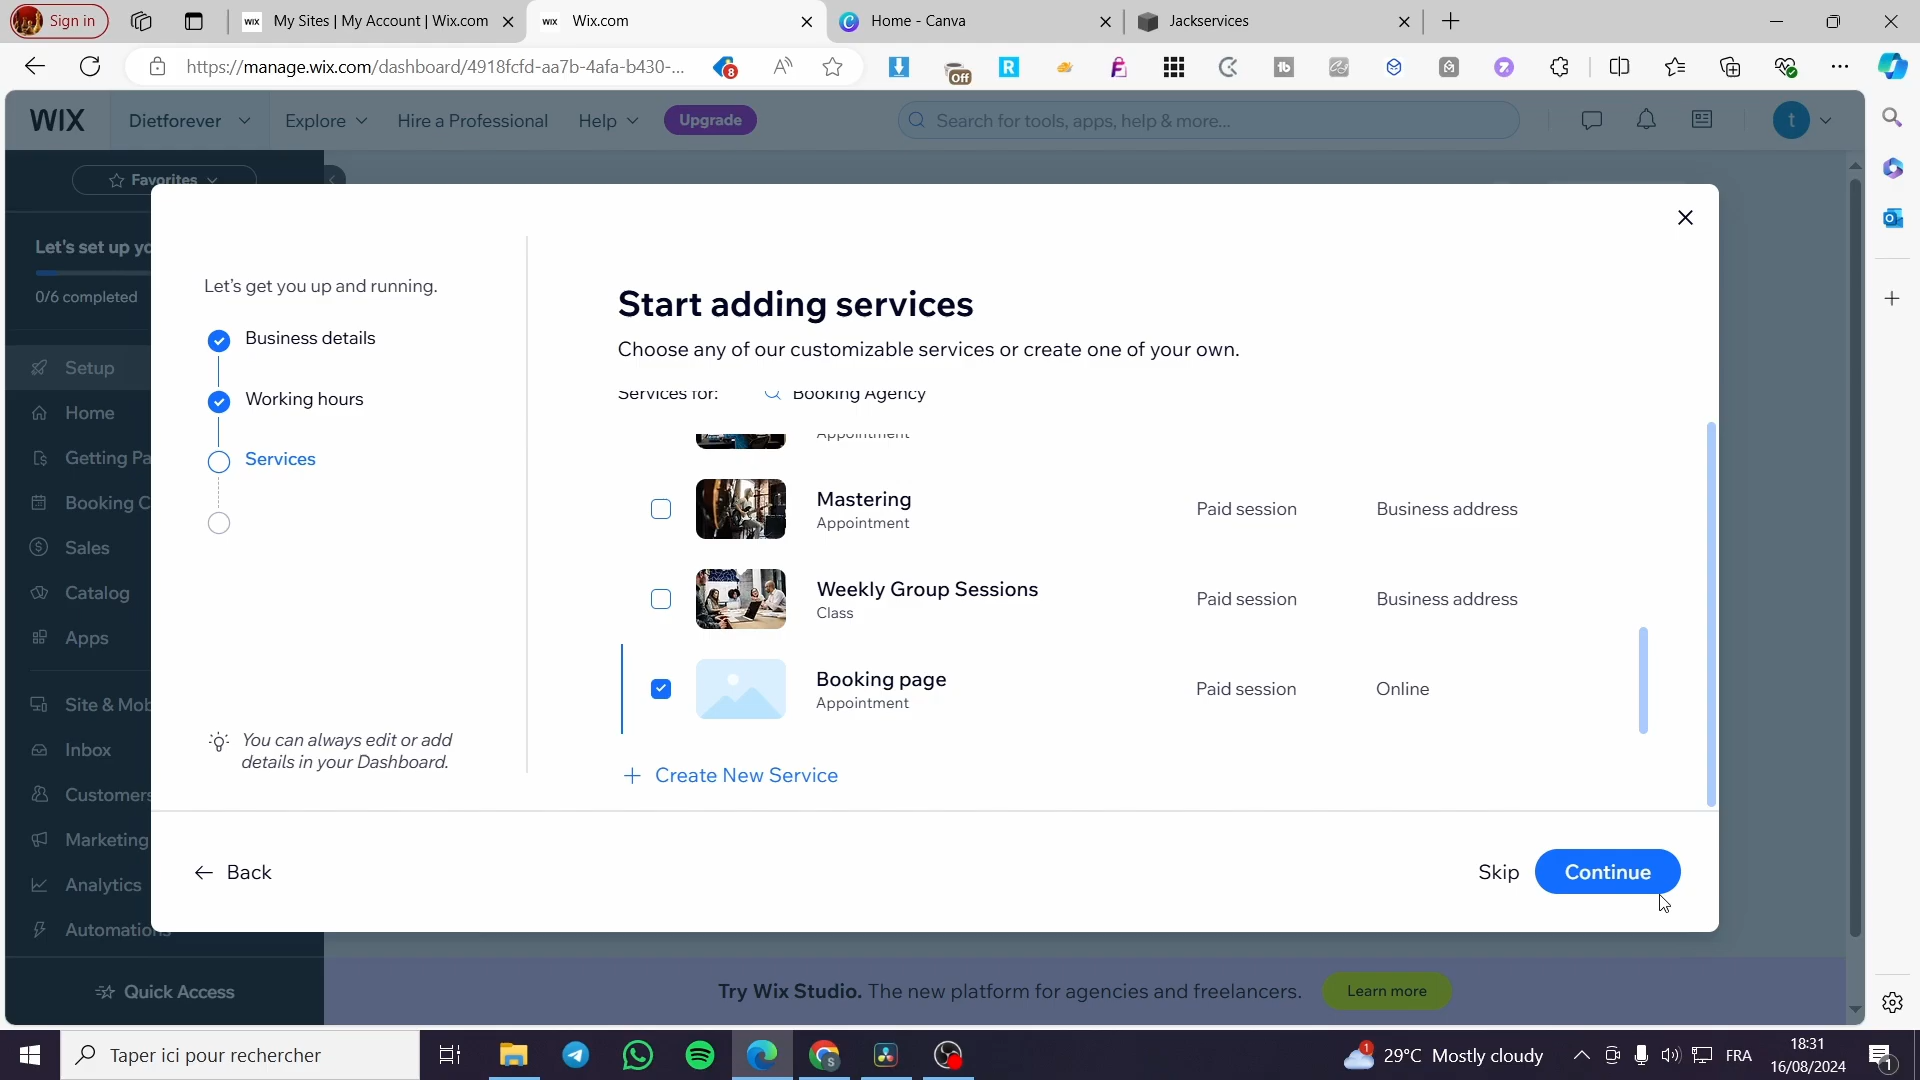 Sign in
My Sites | My Account | Wix.com
Wix.com
Home - Canva
Jackservices
https://manage.wix.com/dashboard/4918fcfd-aa7b-4afa-b430-...
8
Off
WIX
Dietforever
Explore
Hire a Professional
Help
Upgrade
Search for tools, apps, help & more...
t
Favorites
Let's set up yo
0/6 completed
Setup
Home
Getting Pa
Booking C
Sales
Catalog
Apps
Site & Mob
Inbox
Customers
Marketing
Analytics
Automations
Quick Access
Let's get you up and running.
Business details
Working hours
Services
You can always edit or add
details in your Dashboard.
Start adding services
Choose any of our customizable services or create one of your own.
Services for:
Booking Agency
Appointment
Mastering
Appointment
Paid session
Business address
Weekly Group Sessions
Class
Paid session
Business address
Booking page
Appointment
Paid session
Online
+ Create New Service
Back
Skip
Continue
Try Wix Studio. The new platform for agencies and freelancers.
Learn more
Taper ici pour rechercher
1
29°C Mostly cloudy
FRA
18:31
16/08/2024
1